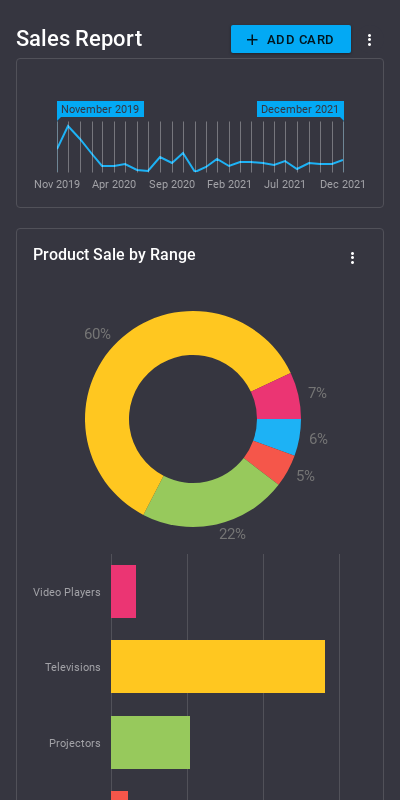 Sales Report
+ ADD CARD
November 2019
December 2021
Nov 2019 Apr 2020 Sep 2020 Feb 2021 Jul 2021 Dec 2021
Product Sale by Range
60%
7%
6%
5%
22%
Video Players
Televisions
Projectors